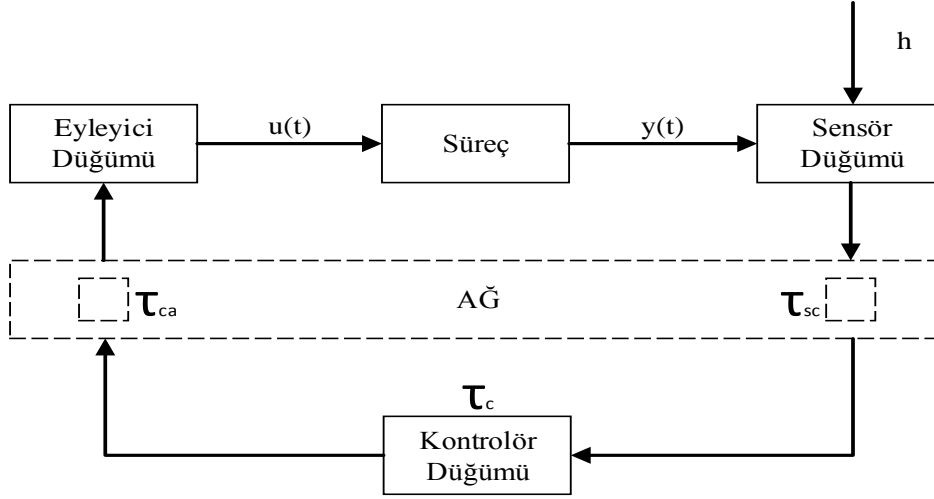 h
Eyleyici
Düğümü
u(t)
Süreç
y(t)
Sensör
Düğümü
τca
AĞ
τsc
τc
Kontrolör
Düğümü